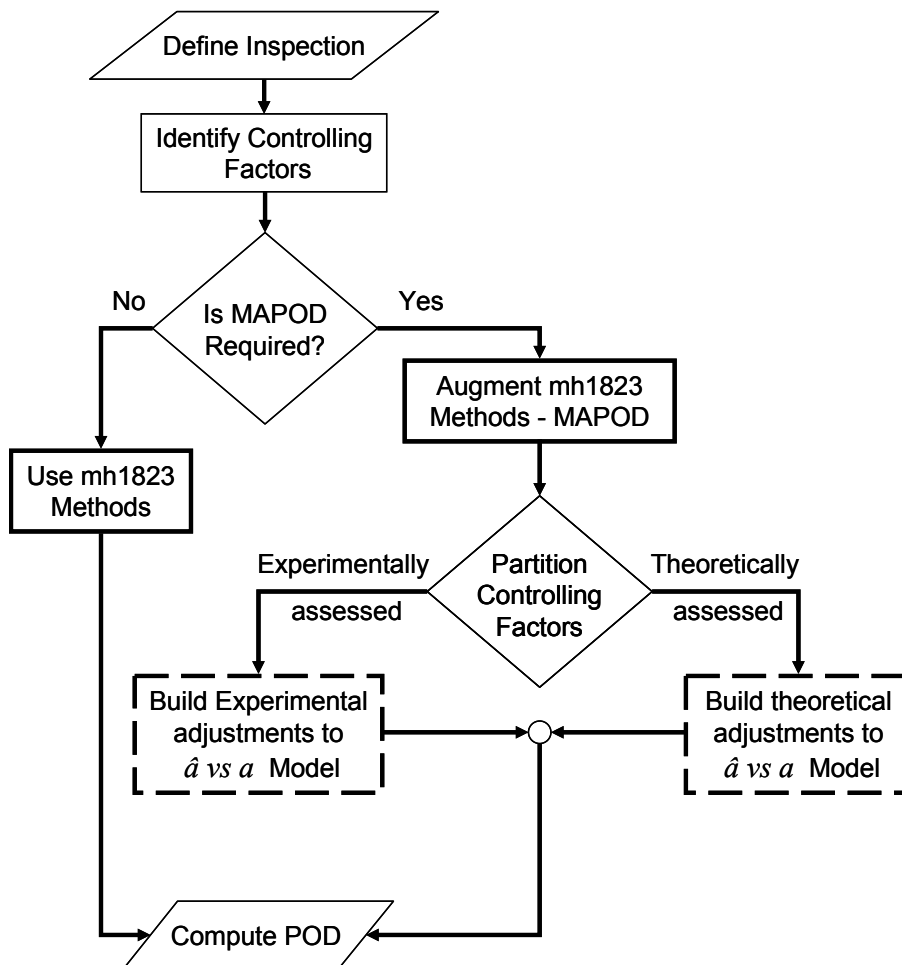 Define Inspection
Identify Controlling
Factors
No
Yes
Is MAPOD
Required?
Augment mh1823
Methods - MAPOD
Use mh1823
Methods
Experimentally
assessed
Partition
Controlling
Factors
Theoretically
assessed
Build Experimental
adjustments to
â vs a Model
Build theoretical
adjustments to
â vs a Model
Compute POD